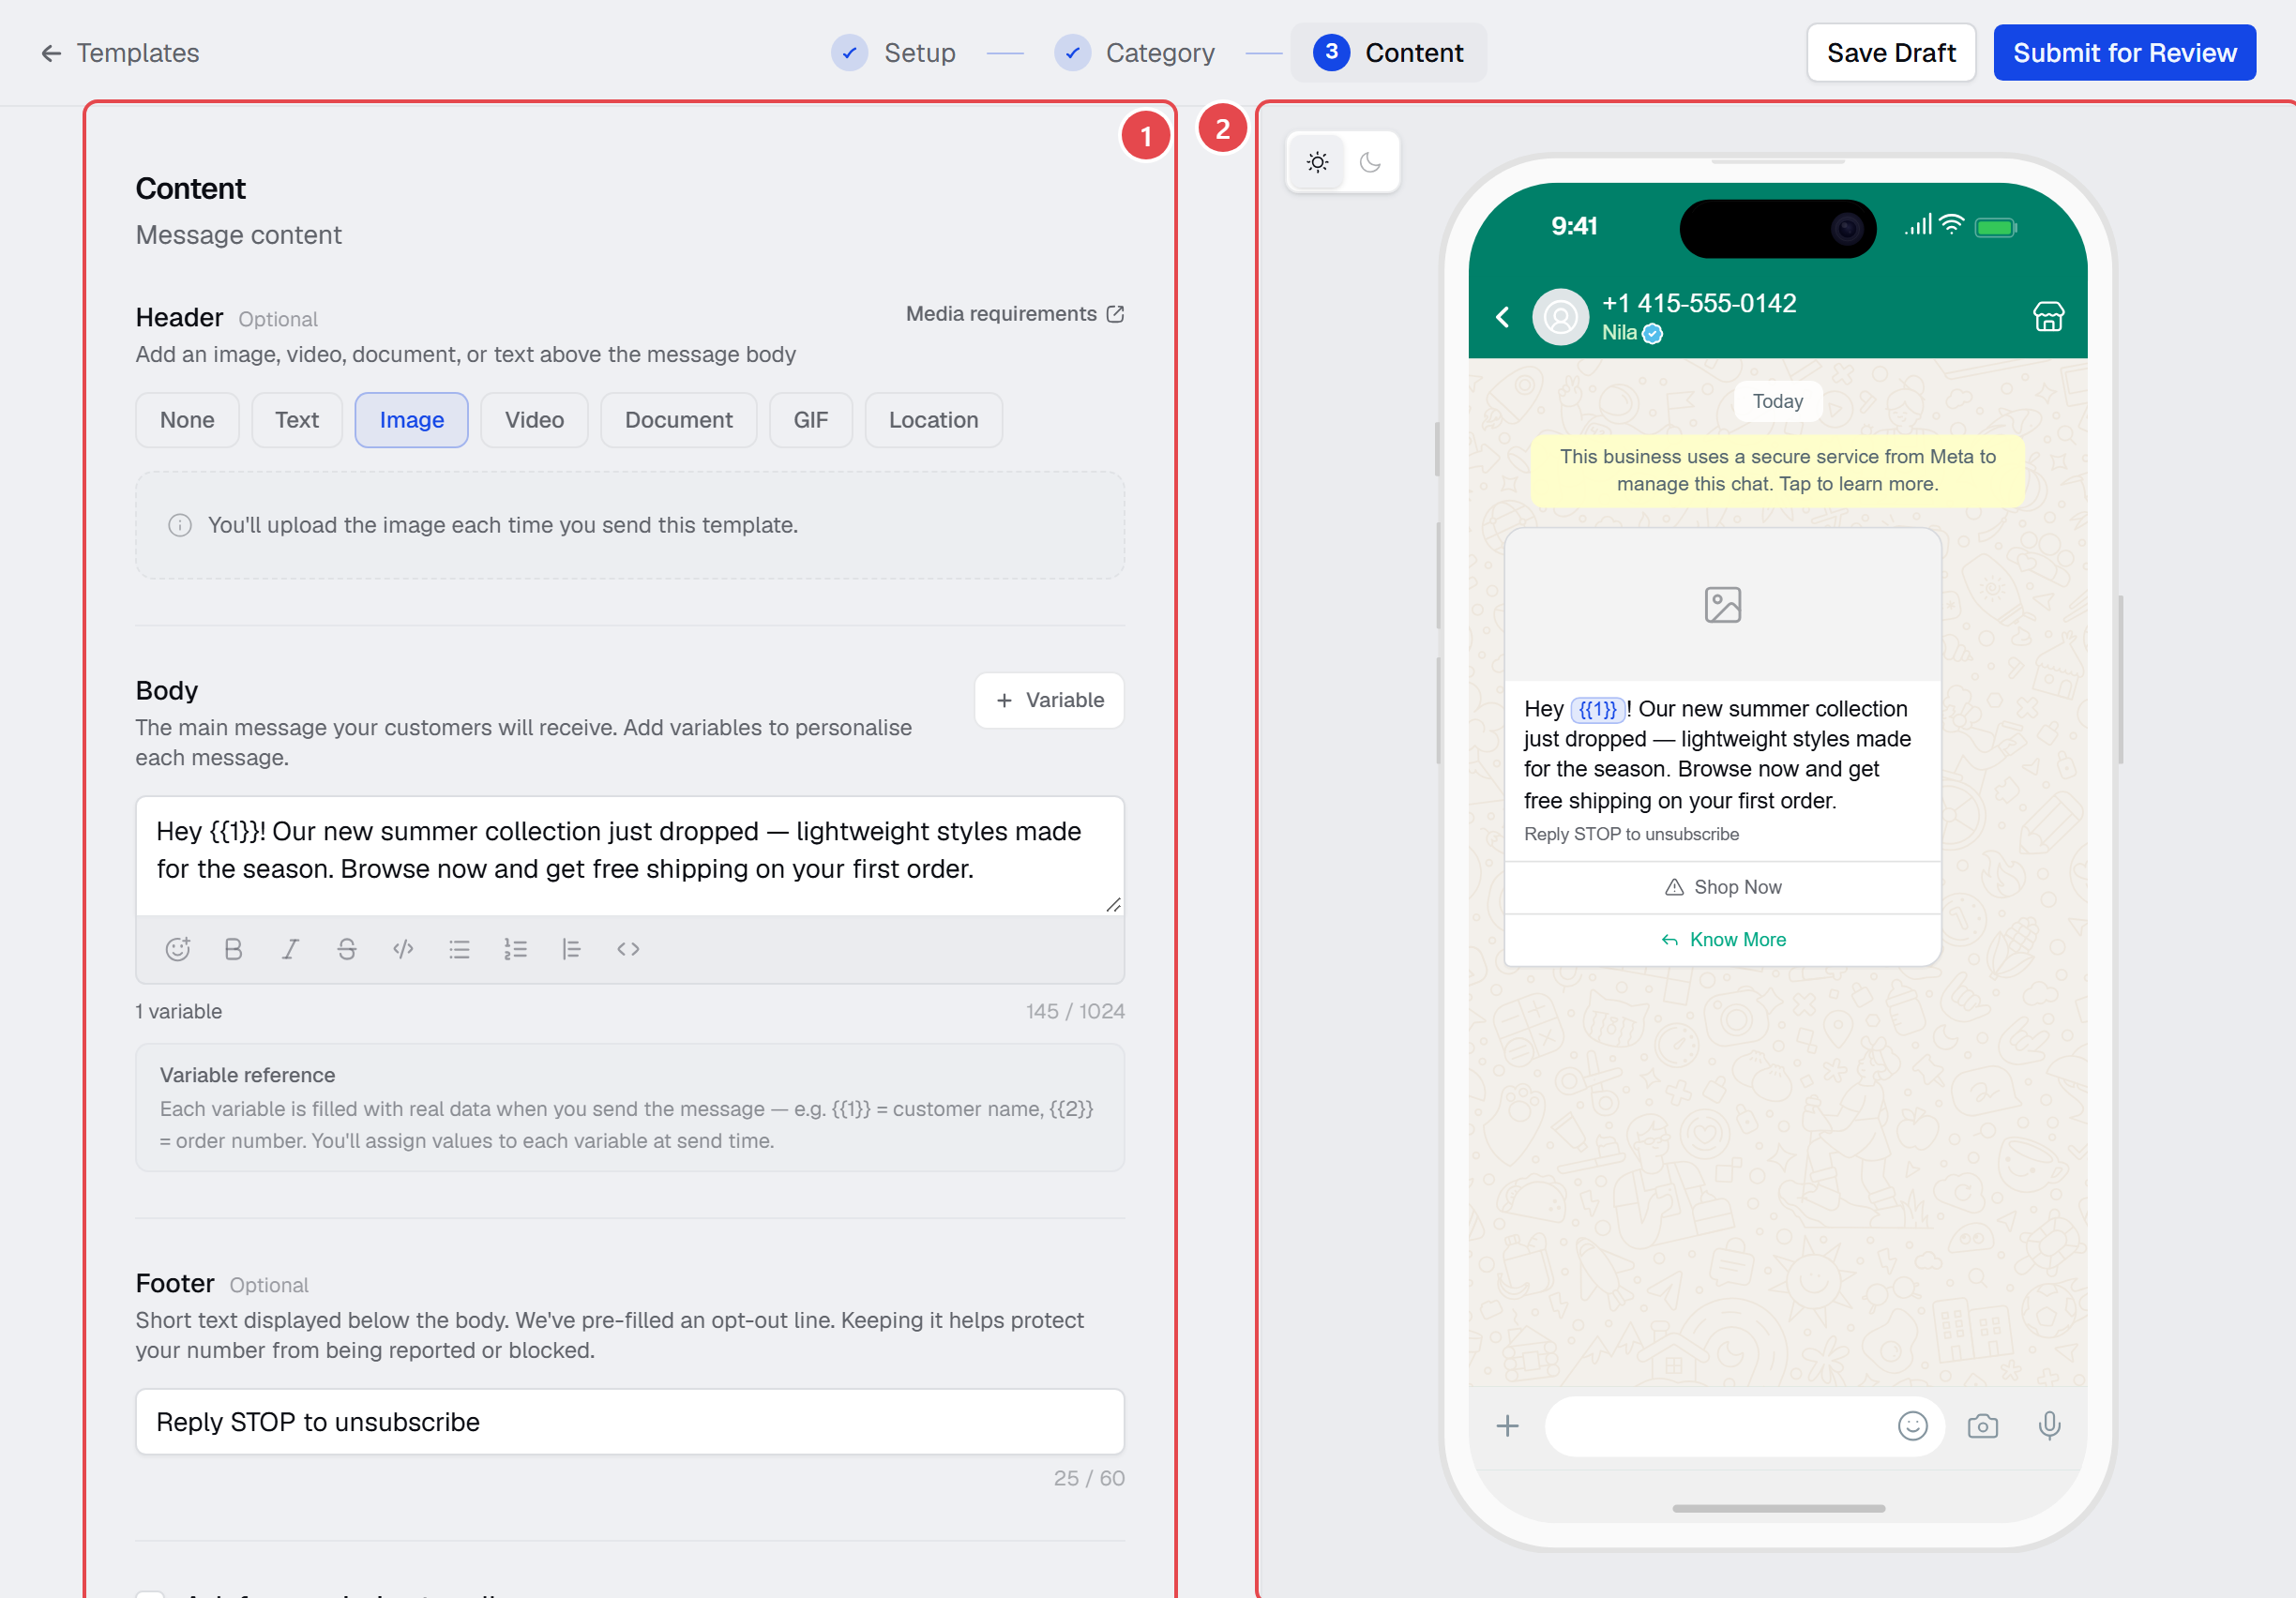 Templates
Setup
Category
3 Content
Save Draft
Submit for Review
1
2
Content
Message content
Header Optional
Media requirements
Add an image, video, document, or text above the message body
None Text Image Video Document GIF Location
You'll upload the image each time you send this template.
Body
+ Variable
The main message your customers will receive. Add variables to personalise
each message.
Hey {{1}}! Our new summer collection just dropped — lightweight styles made
for the season. Browse now and get free shipping on your first order.
1 variable
145 / 1024
Variable reference
Each variable is filled with real data when you send the message — e.g. {{1}} = customer name, {{2}}
= order number. You'll assign values to each variable at send time.
Footer Optional
Short text displayed below the body. We've pre-filled an opt-out line. Keeping it helps protect
your number from being reported or blocked.
Reply STOP to unsubscribe
25 / 60
9:41
+1 415-555-0142
Nila
Today
This business uses a secure service from Meta to
manage this chat. Tap to learn more.
Hey {{1}}! Our new summer collection
just dropped — lightweight styles made
for the season. Browse now and get
free shipping on your first order.
Reply STOP to unsubscribe
Shop Now
Know More